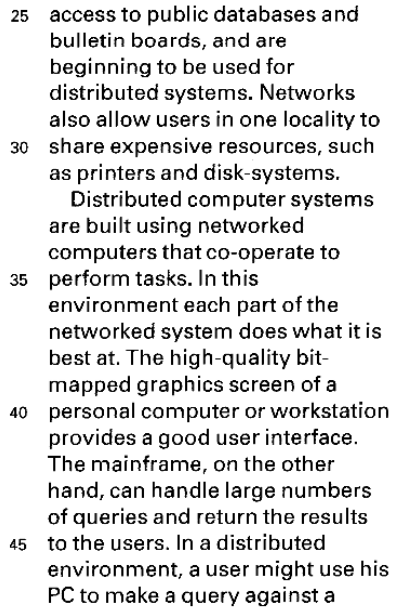 25 access to public databases and
bulletin boards, and are
beginning to be used for
distributed systems. Networks
also allow users in one locality to
30 share expensive resources, such
as printers and disk-systems.
Distributed computer systems
are built using networked
computers that co-operate to
35 perform tasks. In this
environment each part of the
networked system does what it is
best at. The high-quality bit-
mapped graphics screen of a
40 personal computer or workstation
provides a good user interface.
The mainframe, on the other
hand, can handle large numbers
of queries and return the results
45 to the users. In a distributed
environment, a user might use his
PC to make a query against a